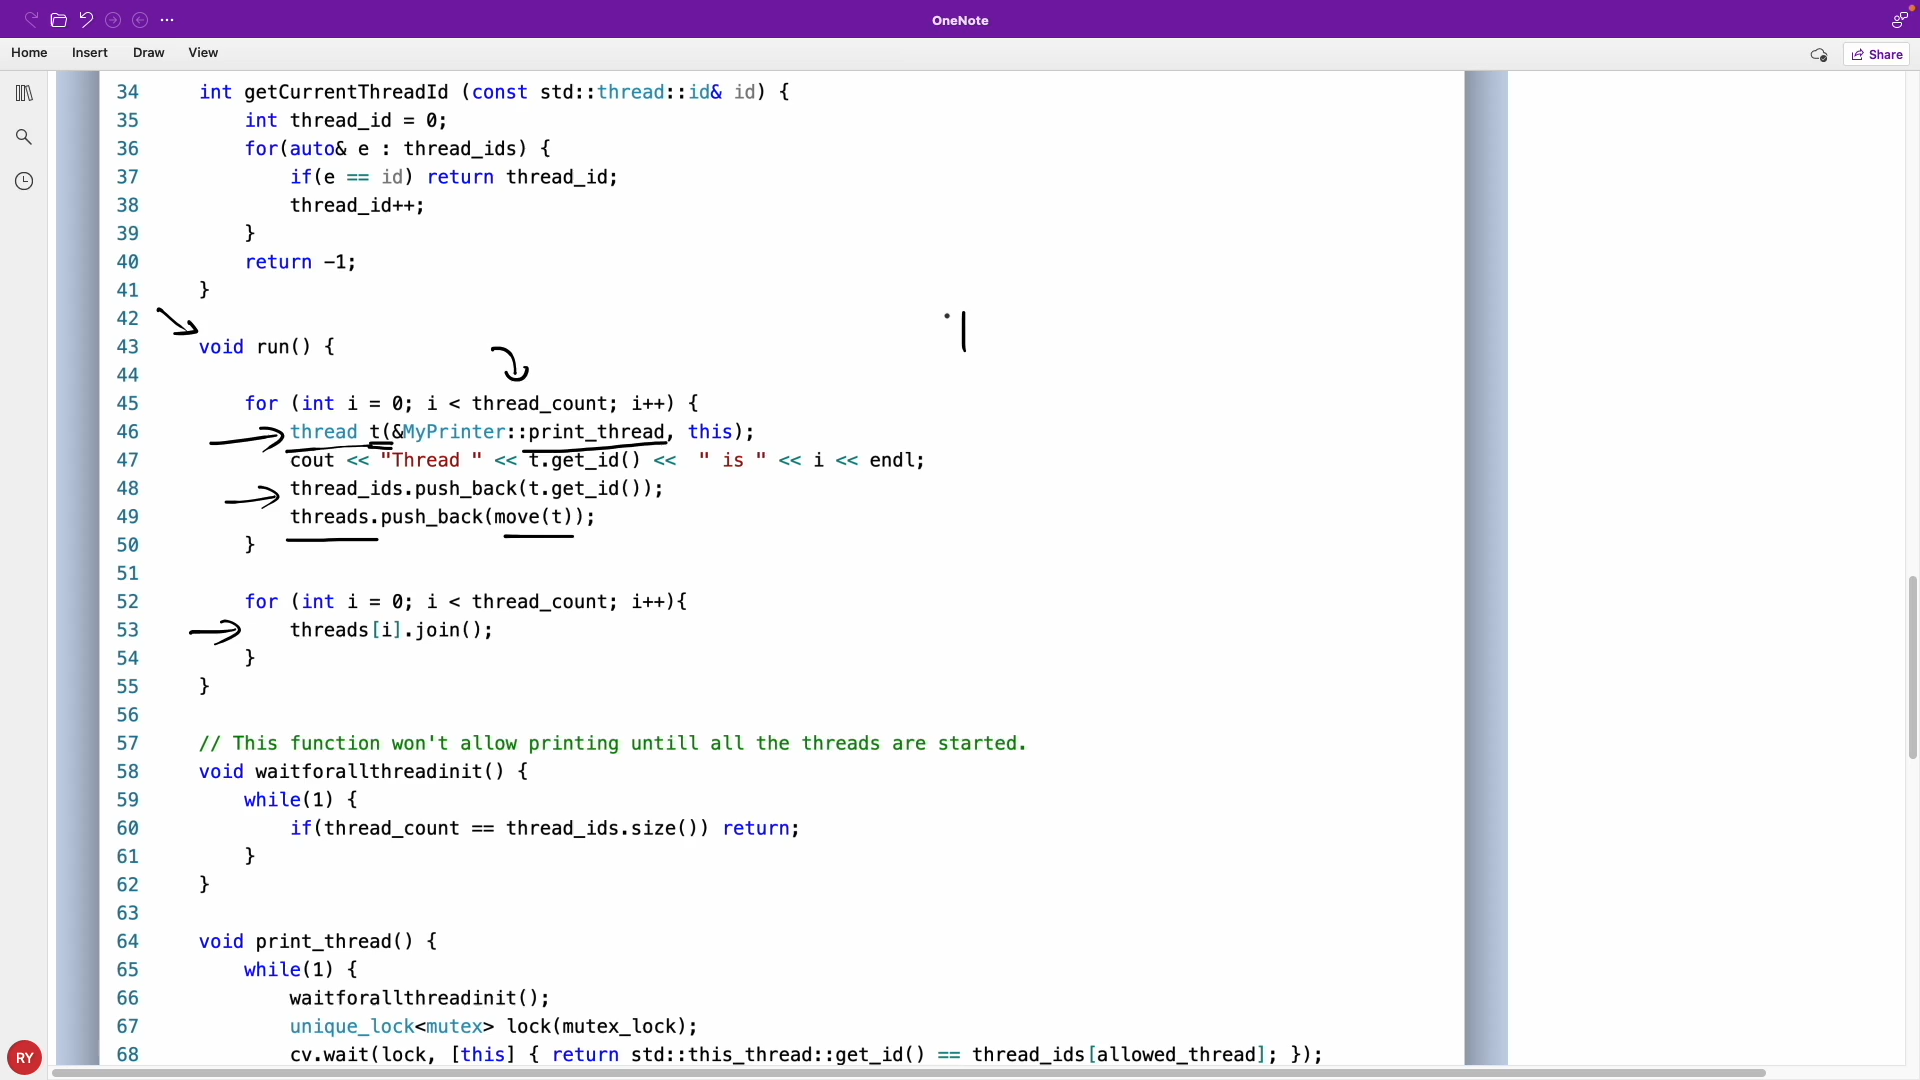 OneNote
Home Insert Draw View
Share
34 int getCurrentThreadId (const std::thread::id& id) {
35 int thread_id = 0;
36 for(auto& e : thread_ids) {
37 if(e == id) return thread_id;
38 thread_id++;
39 }
40 return -1;
41 }
42
43 void run() {
44
45 for (int i = 0; i < thread_count; i++) {
46 thread t(&MyPrinter::print_thread, this);
47 cout << "Thread " << t.get_id() << " is " << i << endl;
48 thread_ids.push_back(t.get_id());
49 threads.push_back(move(t));
50 }
51
52 for (int i = 0; i < thread_count; i++){
53 threads[i].join();
54 }
55 }
56
57 // This function won't allow printing untill all the threads are started.
58 void waitforallthreadinit() {
59 while(1) {
60 if(thread_count == thread_ids.size()) return;
61 }
62 }
63
64 void print_thread() {
65 while(1) {
66 waitforallthreadinit();
67 unique_lock<mutex> lock(mutex_lock);
68 cv.wait(lock, [this] { return std::this_thread::get_id() == thread_ids[allowed_thread]; });
RY